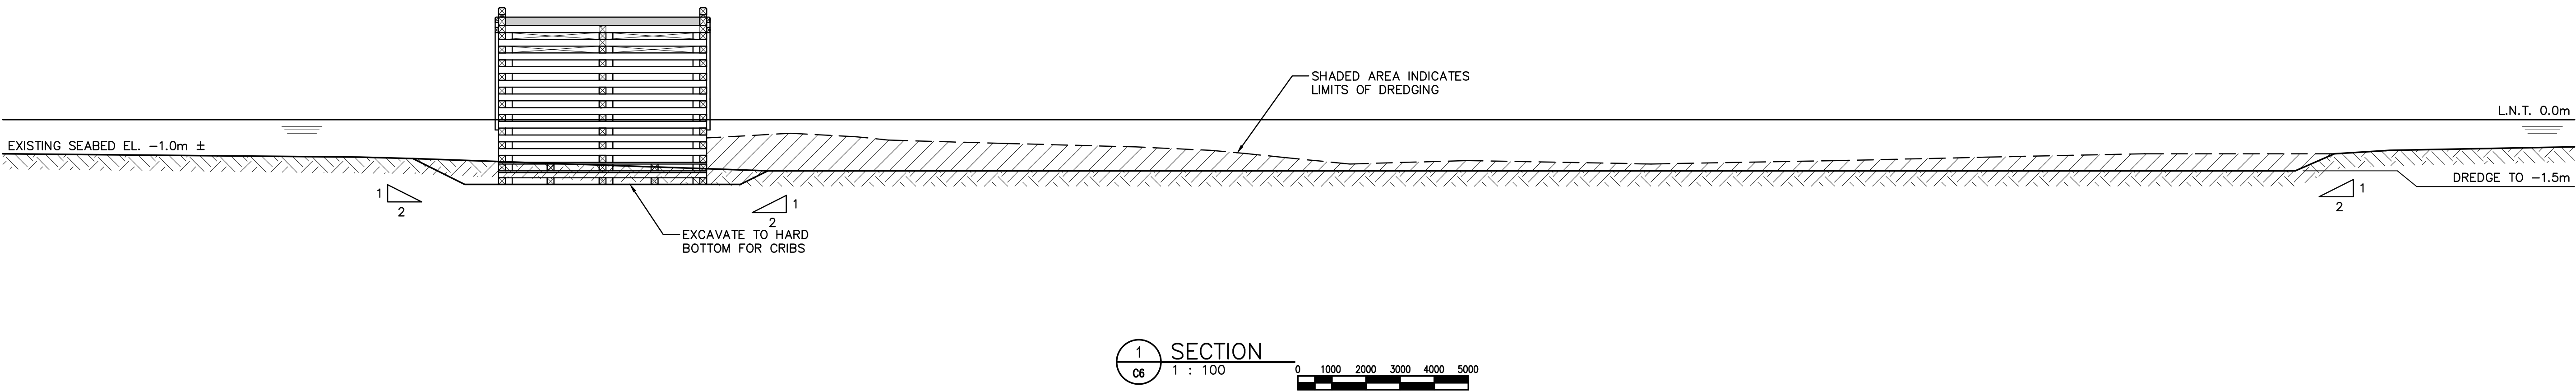 SHADED AREA INDICATES
LIMITS OF DREDGING
L.N.T. 0.0m
EXISTING SEABED EL. −1.0m ±
DREDGE TO −1.5m
1
2
1
2
1
2
EXCAVATE TO HARD
BOTTOM FOR CRIBS
1
C6
SECTION
1 : 100
0 1000 2000 3000 4000 5000